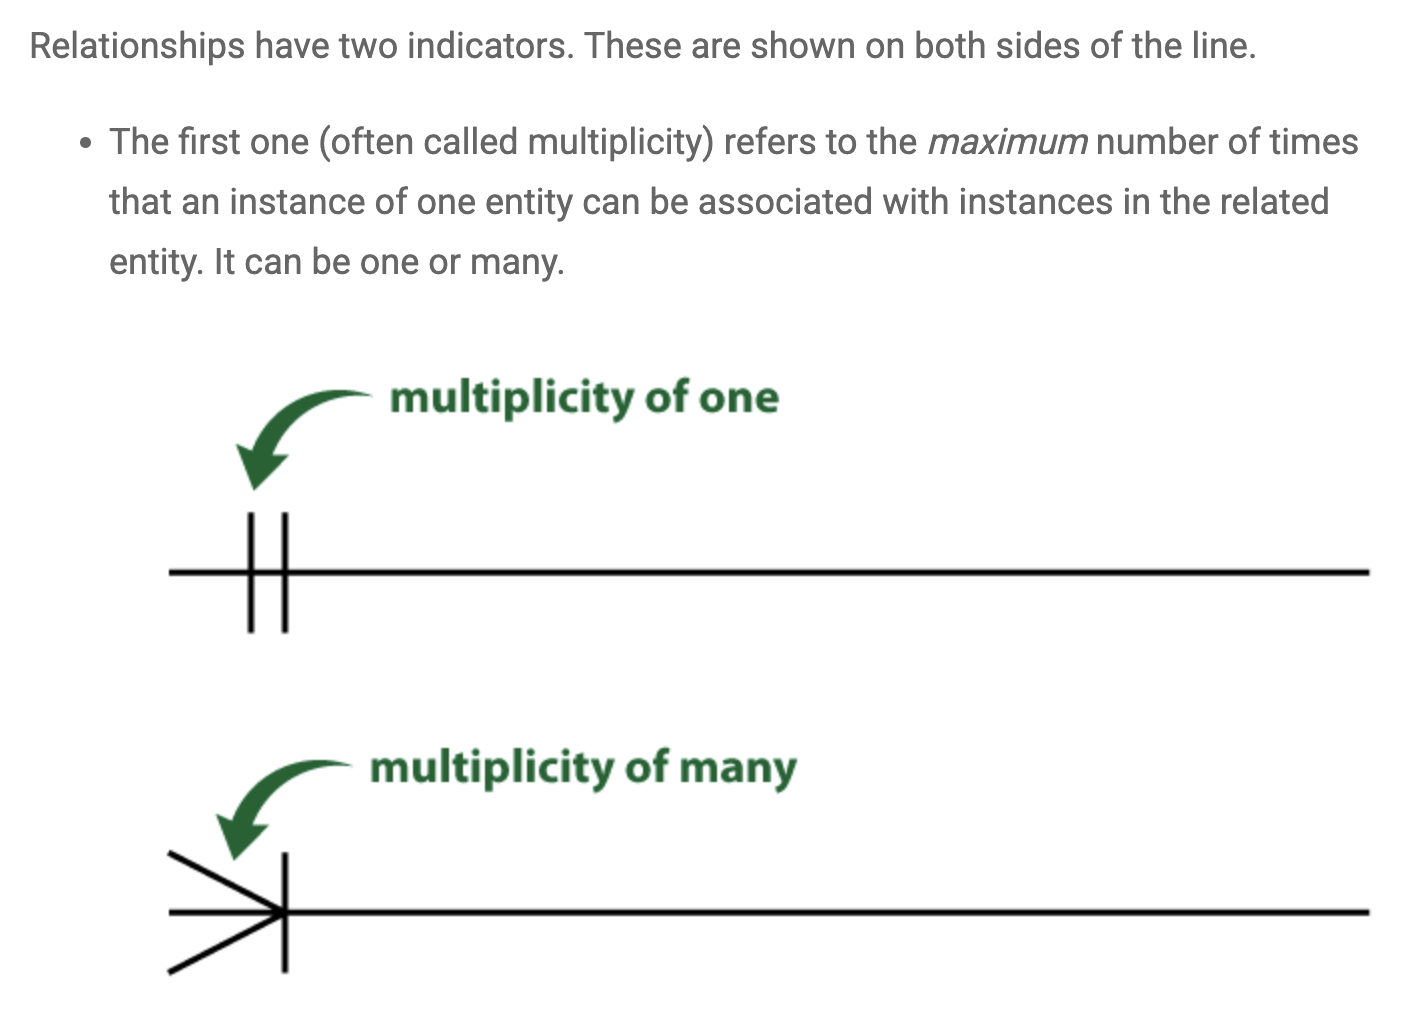 Relationships have two indicators. These are shown on both sides of the line.
• The first one (often called multiplicity) refers to the maximum number of times
that an instance of one entity can be associated with instances in the related
entity. It can be one or many.
multiplicity of one
multiplicity of many